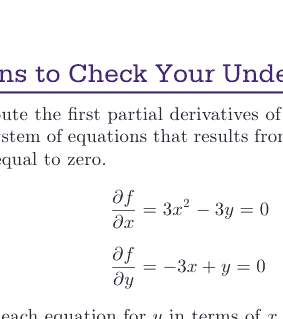 ns to Check Your Unde
ute the first partial derivatives of
ystem of equations that results from
equal to zero.
∂f/∂x = 3x² − 3y = 0
∂f/∂y = −3x + y = 0
each equation for y in terms of x